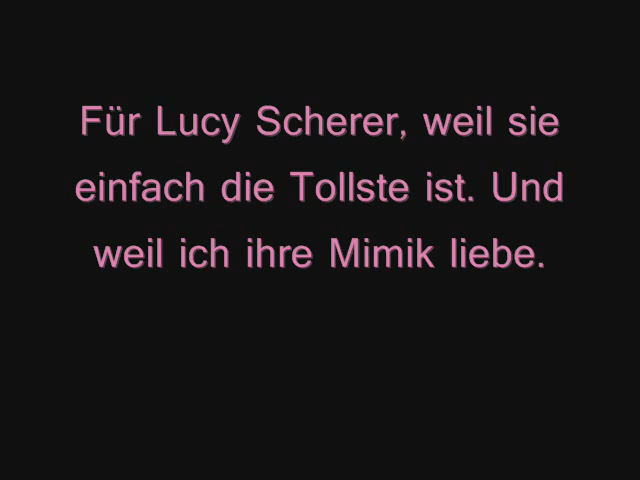 Für Lucy Scherer, weil sie
einfach die Tollste ist. Und
weil ich ihre Mimik liebe.